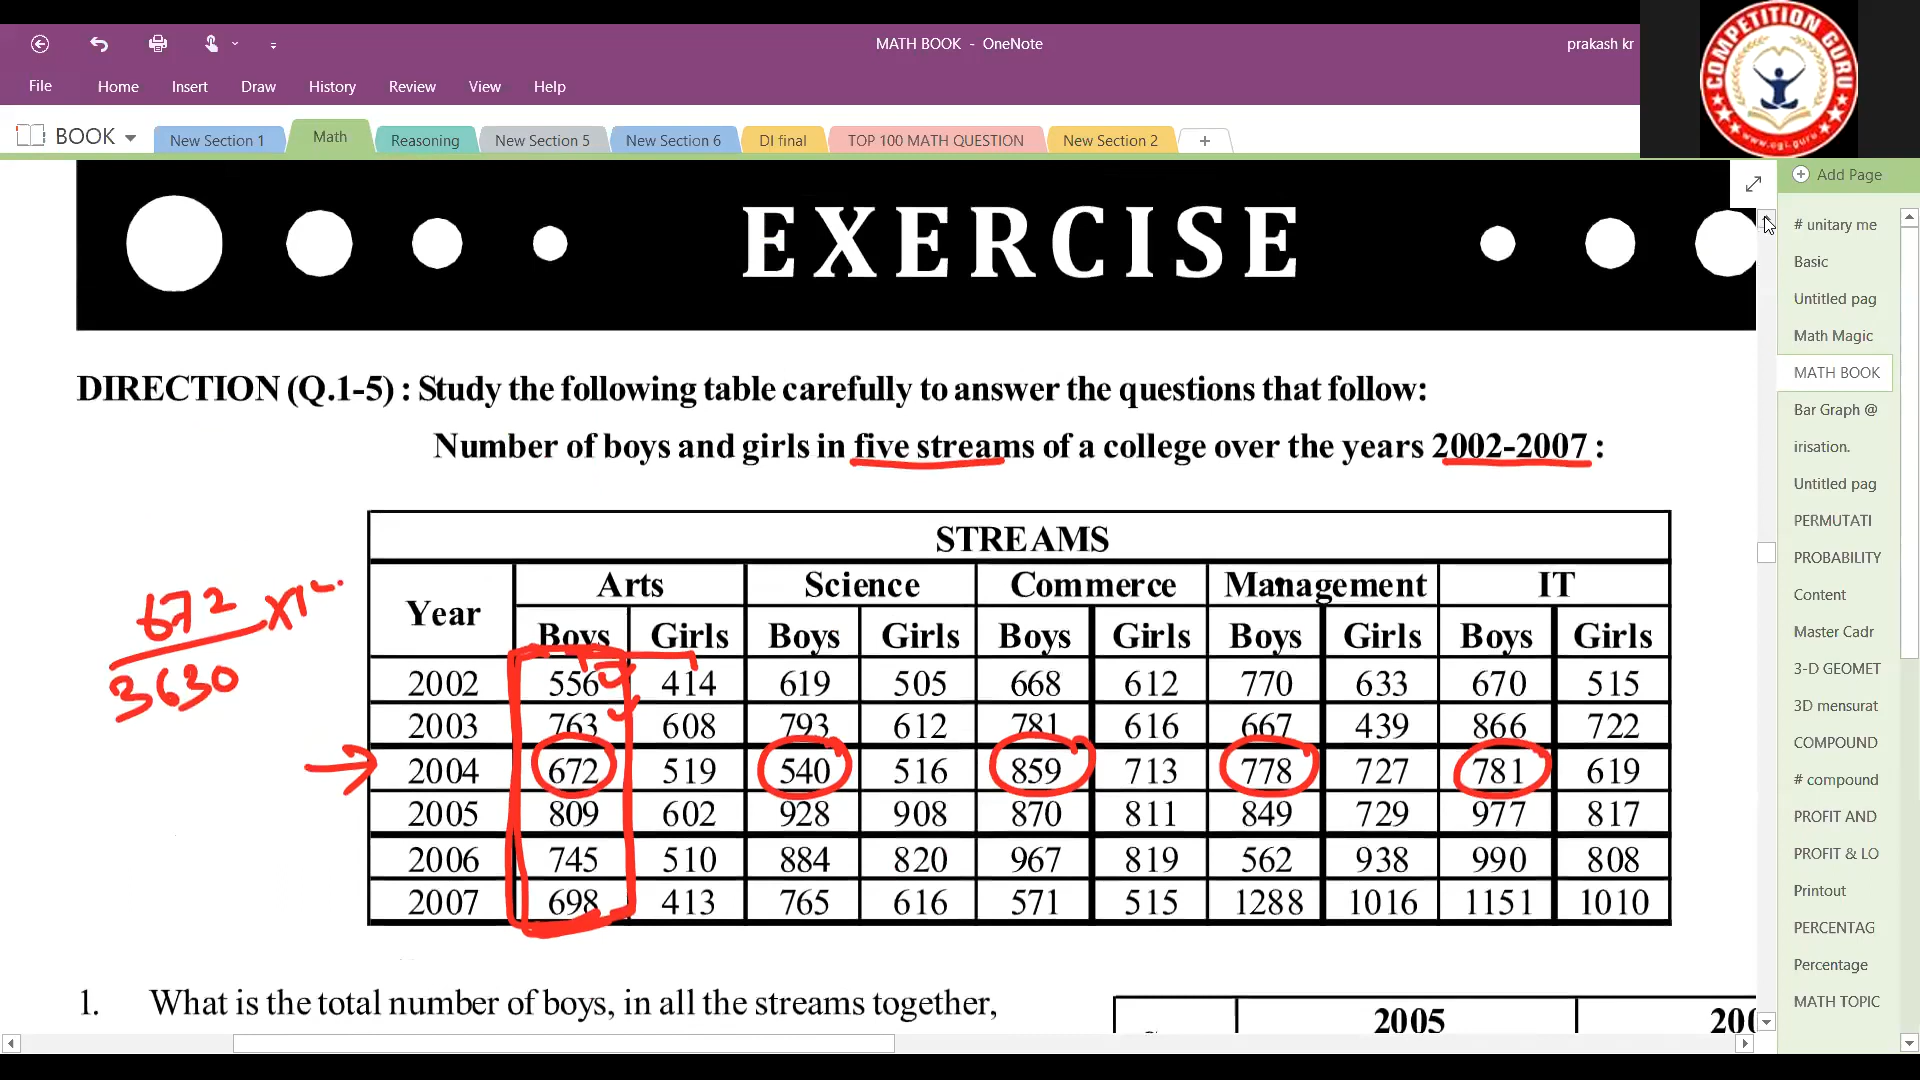 MATH BOOK - OneNote
prakash kr
COMPETITION GURU
www.cgi.guru
File Home Insert Draw History Review View Help
BOOK New Section 1 Math Reasoning New Section 5 New Section 6 DI final TOP 100 MATH QUESTION New Section 2 +
EXERCISE
DIRECTION (Q.1-5) : Study the following table carefully to answer the questions that follow:
Number of boys and girls in five streams of a college over the years 2002-2007 :
STREAMS
Year Arts Science Commerce Management IT
Boys Girls Boys Girls Boys Girls Boys Girls Boys Girls
2002 556 414 619 505 668 612 770 633 670 515
2003 763 608 793 612 781 616 667 439 866 722
2004 672 519 540 516 859 713 778 727 781 619
2005 809 602 928 908 870 811 849 729 977 817
2006 745 510 884 820 967 819 562 938 990 808
2007 698 413 765 616 571 515 1288 1016 1151 1010
672
3630
1. What is the total number of boys, in all the streams together,
2005
Add Page
# unitary me
Basic
Untitled pag
Math Magic
MATH BOOK
Bar Graph @
irisation.
Untitled pag
PERMUTATI
PROBABILITY
Content
Master Cadr
3-D GEOMET
3D mensurat
COMPOUND
# compound
PROFIT AND
PROFIT & LO
Printout
PERCENTAG
Percentage
MATH TOPIC